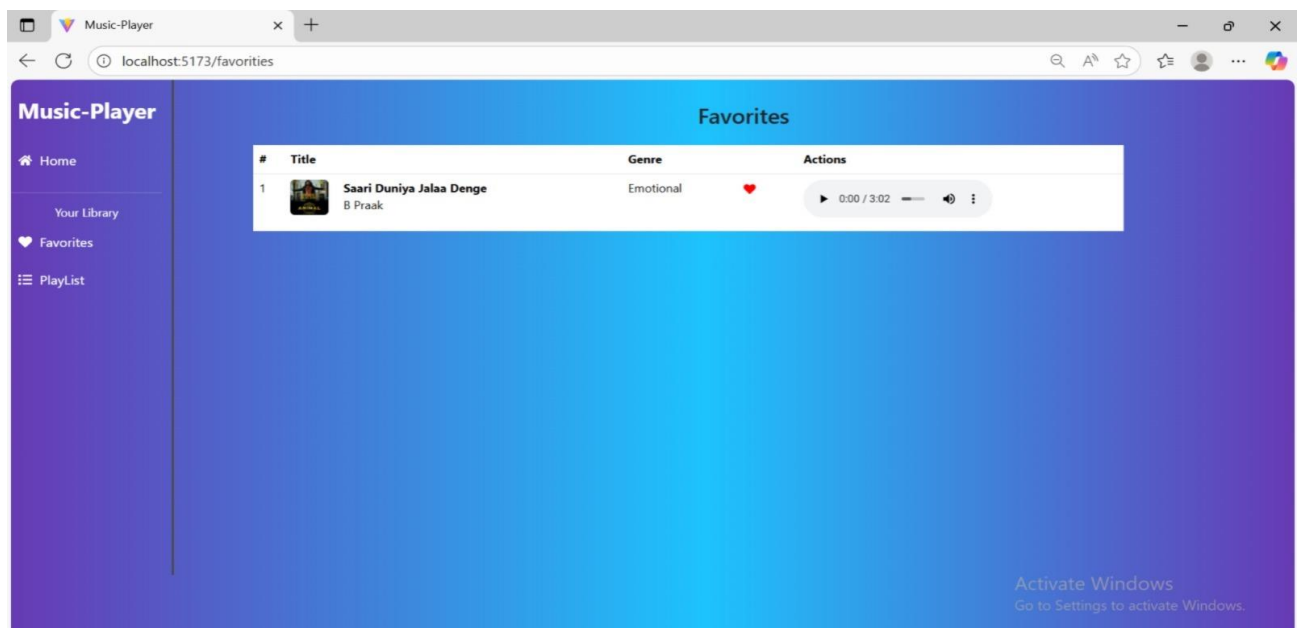 Music-Player
localhost:5173/favorities
Music-Player
Home
Your Library
Favorites
PlayList
Favorites
# Title Genre Actions
1 Saari Duniya Jalaa Denge Emotional 0:00 / 3:02
B Praak
ANIMAL
Activate Windows
Go to Settings to activate Windows.